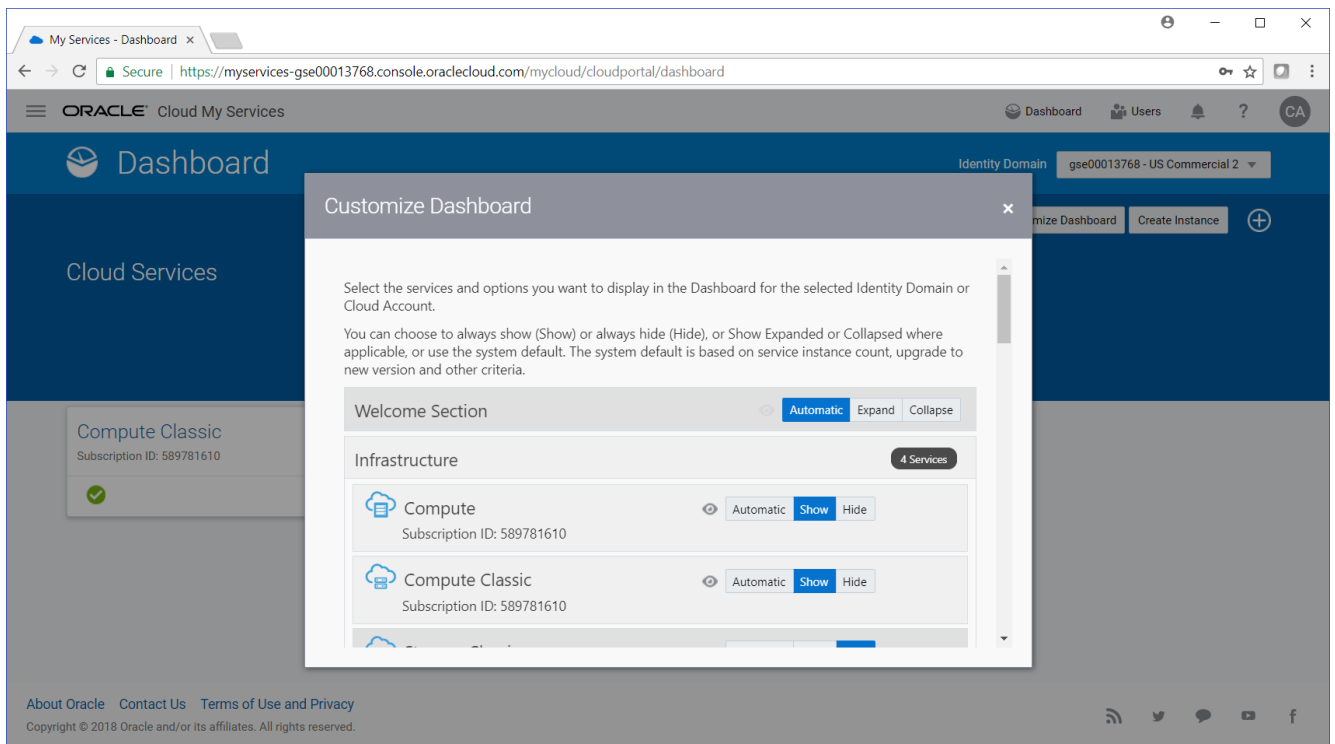 My Services - Dashboard
Secure | https://myservices-gse00013768.console.oraclecloud.com/mycloud/cloudportal/dashboard
ORACLE Cloud My Services Dashboard Users ? CA
Dashboard
Identity Domain gse00013768 - US Commercial 2
Customize Dashboard
mize Dashboard Create Instance
Cloud Services
Select the services and options you want to display in the Dashboard for the selected Identity Domain or
Cloud Account.
You can choose to always show (Show) or always hide (Hide), or Show Expanded or Collapsed where
applicable, or use the system default. The system default is based on service instance count, upgrade to
new version and other criteria.
Welcome Section Automatic Expand Collapse
Compute Classic
Subscription ID: 589781610
Infrastructure 4 Services
Compute Automatic Show Hide
Subscription ID: 589781610
Compute Classic Automatic Show Hide
Subscription ID: 589781610
About Oracle Contact Us Terms of Use and Privacy
Copyright © 2018 Oracle and/or its affiliates. All rights reserved.